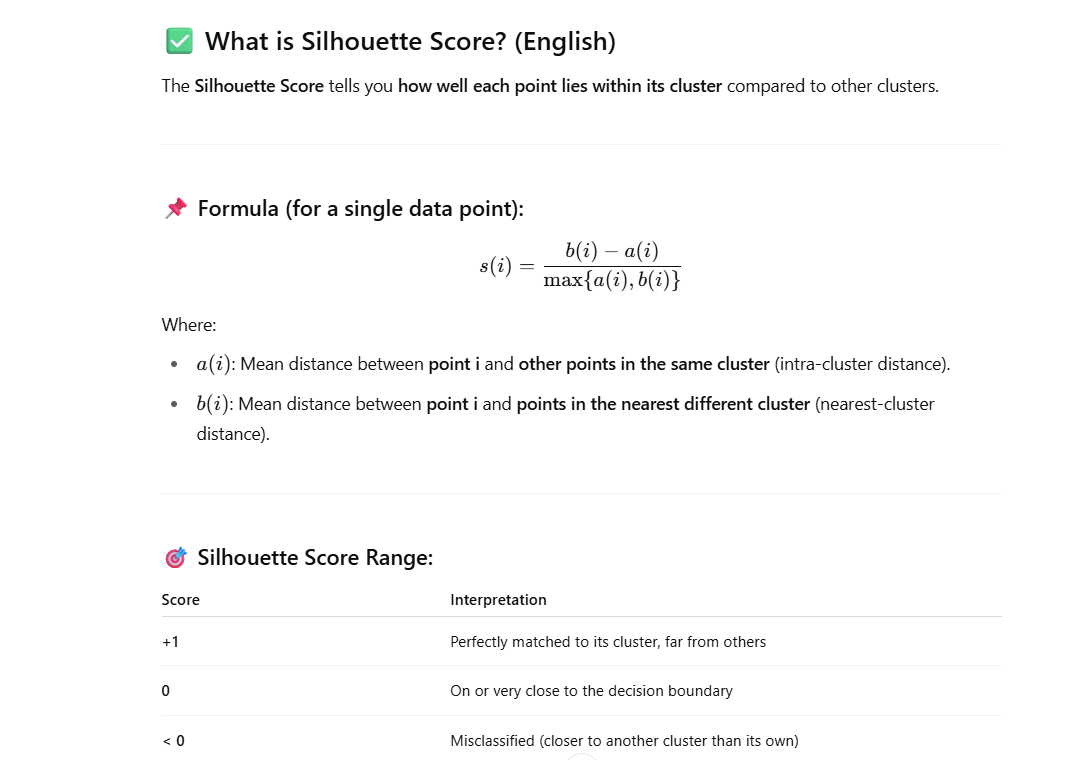 ✅ What is Silhouette Score? (English)
The Silhouette Score tells you how well each point lies within its cluster compared to other clusters.
📌 Formula (for a single data point):
s(i) = \frac{b(i) − a(i)}{max{a(i), b(i)}}
Where:
• a(i): Mean distance between point i and other points in the same cluster (intra-cluster distance).
• b(i): Mean distance between point i and points in the nearest different cluster (nearest-cluster
distance).
🎯 Silhouette Score Range:
Score Interpretation
+1 Perfectly matched to its cluster, far from others
0 On or very close to the decision boundary
< 0 Misclassified (closer to another cluster than its own)